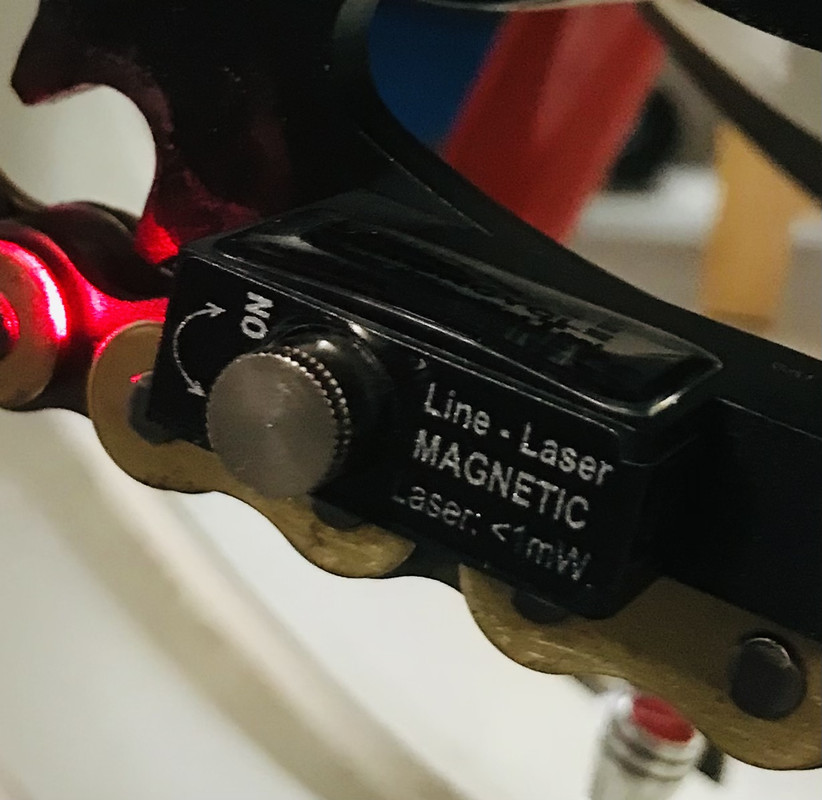 ON
Line - Laser
MAGNETIC
Laser: <1mW